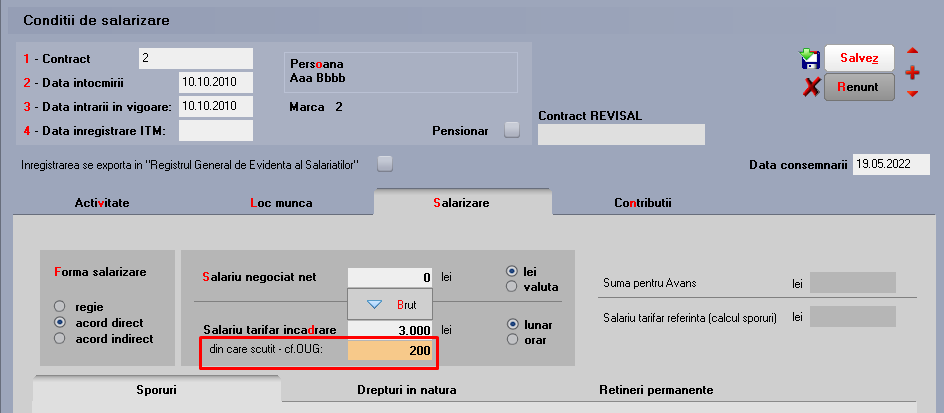 Conditii de salarizare
1 - Contract 2
2 - Data intocmirii 10.10.2010
3 - Data intrarii in vigoare: 10.10.2010
4 - Data inregistrare ITM:
Persoana
Aaa Bbbb
Marca 2
Pensionar
Contract REVISAL
Salvez
Renunt
Inregistrarea se exporta in "Registrul General de Evidenta al Salariatilor"
Data consemnarii 19.05.2022
Activitate Loc munca Salarizare Contributii
Forma salarizare
regie
acord direct
acord indirect
Salariu negociat net 0 lei
lei
valuta
Brut
Salariu tarifar incadrare 3.000 lei
lunar
orar
din care scutit - cf.OUG: 200
Suma pentru Avans lei
Salariu tarifar referinta (calcul sporuri) lei
Sporuri Drepturi in natura Retineri permanente